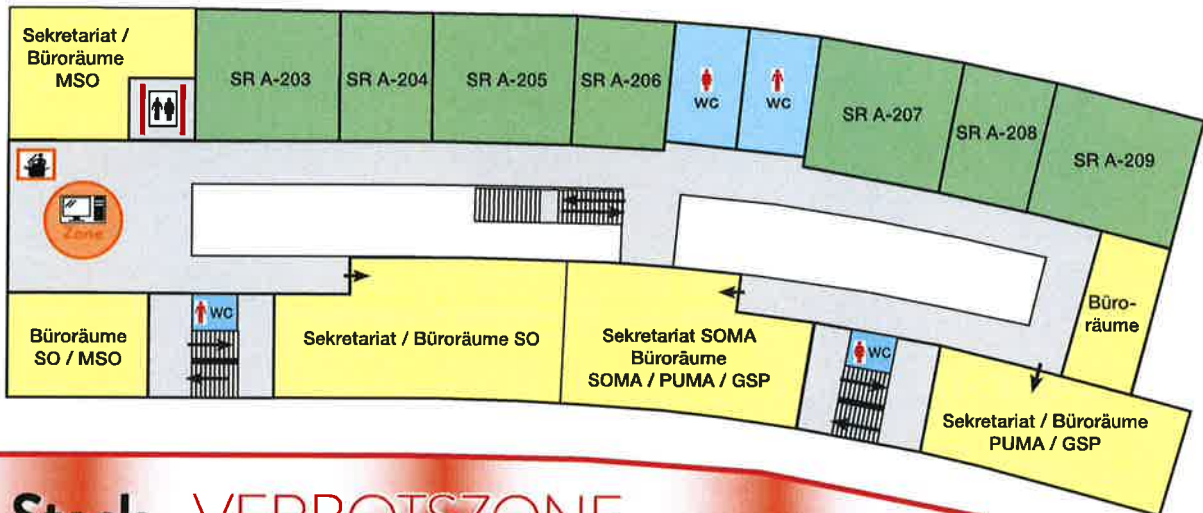 Sekretariat /
Büroräume
MSO
SR A-203
SR A-204
SR A-205
SR A-206
WC
WC
SR A-207
SR A-208
SR A-209
Zone
Büroräume
SO / MSO
WC
Sekretariat / Büroräume SO
Sekretariat SOMA
Büroräume
SOMA / PUMA / GSP
WC
Büro-
räume
Sekretariat / Büroräume
PUMA / GSP
Stock VERBOTSZONE